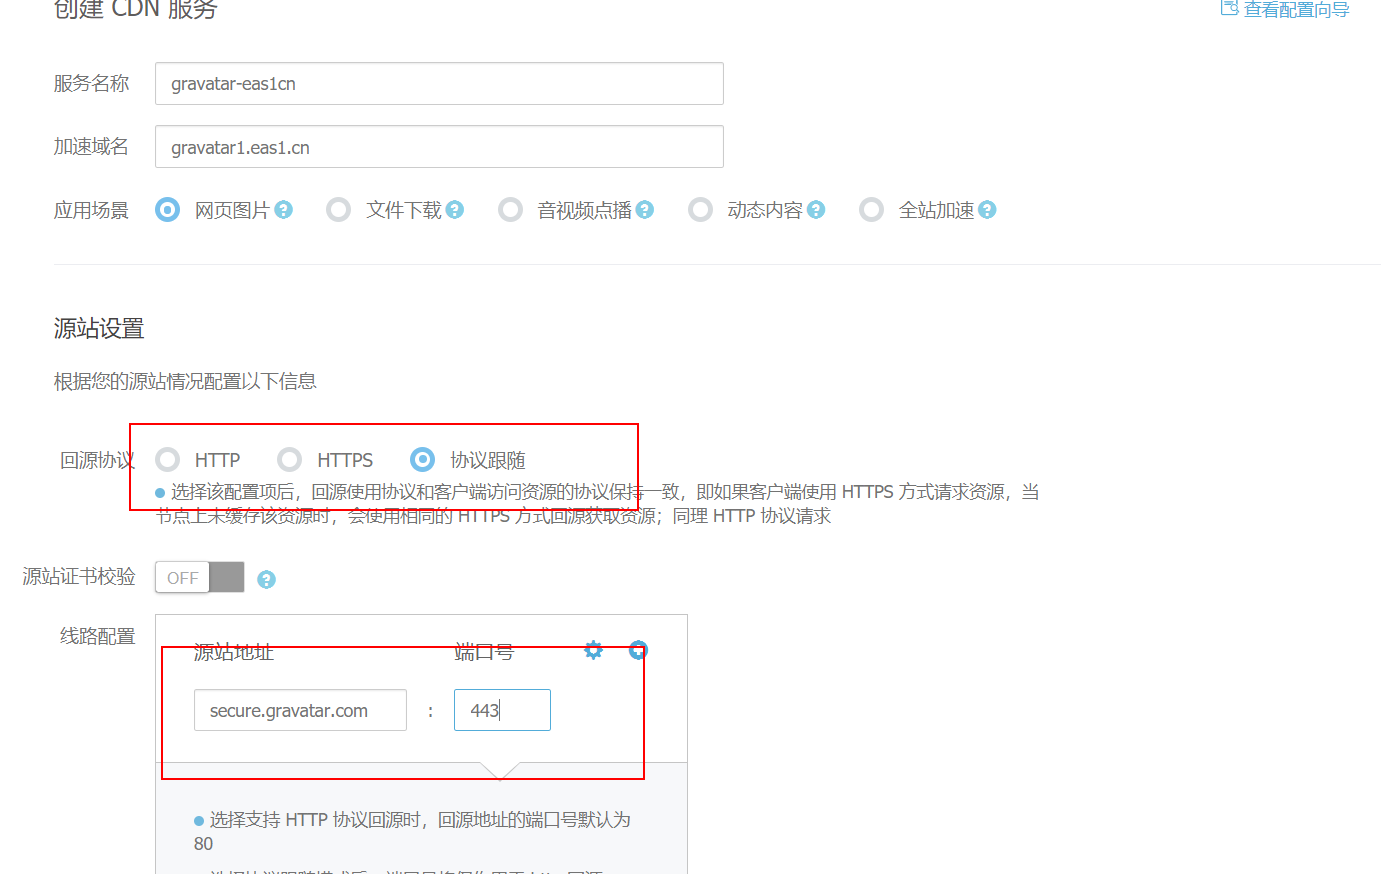 创建 CDN 服务
查看配置向导
服务名称 gravatar-eas1cn
加速域名 gravatar1.eas1.cn
应用场景 网页图片 ? 文件下载 ? 音视频点播 ? 动态内容 ? 全站加速 ?
源站设置
根据您的源站情况配置以下信息
回源协议 HTTP HTTPS 协议跟随
选择该配置项后，回源使用协议和客户端访问资源的协议保持一致，即如果客户端使用 HTTPS 方式请求资源，当
节点上未缓存该资源时，会使用相同的 HTTPS 方式回源获取资源；同理 HTTP 协议请求
源站证书校验 OFF ?
线路配置
源站地址 端口号
secure.gravatar.com : 443
选择支持 HTTP 协议回源时，回源地址的端口号默认为
80